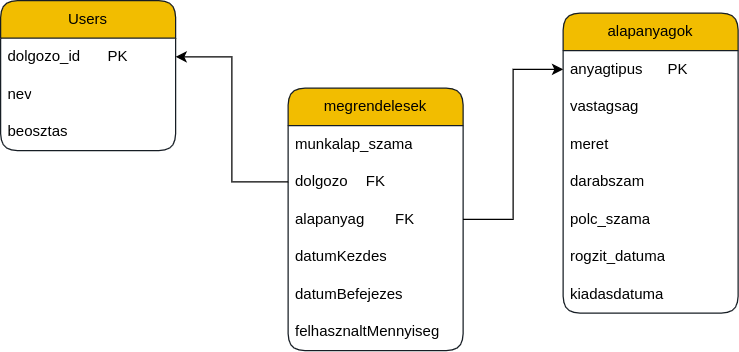 Users
dolgozo_id PK
nev
beosztas
megrendelesek
munkalap_szama
dolgozo FK
alapanyag FK
datumKezdes
datumBefejezes
felhasznaltMennyiseg
alapanyagok
anyagtipus PK
vastagsag
meret
darabszam
polc_szama
rogzit_datuma
kiadasdatuma